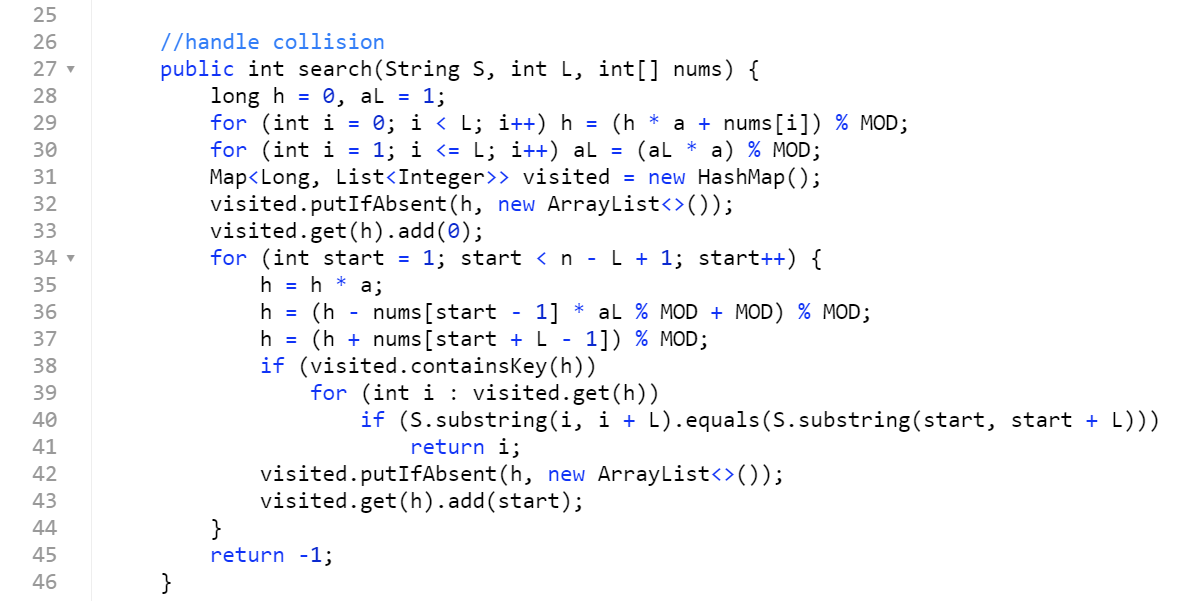 25
26 //handle collision
27 public int search(String S, int L, int[] nums) {
28 long h = 0, aL = 1;
29 for (int i = 0; i < L; i++) h = (h * a + nums[i]) % MOD;
30 for (int i = 1; i <= L; i++) aL = (aL * a) % MOD;
31 Map<Long, List<Integer>> visited = new HashMap();
32 visited.putIfAbsent(h, new ArrayList<>());
33 visited.get(h).add(0);
34 for (int start = 1; start < n - L + 1; start++) {
35 h = h * a;
36 h = (h - nums[start - 1] * aL % MOD + MOD) % MOD;
37 h = (h + nums[start + L - 1]) % MOD;
38 if (visited.containsKey(h))
39 for (int i : visited.get(h))
40 if (S.substring(i, i + L).equals(S.substring(start, start + L)))
41 return i;
42 visited.putIfAbsent(h, new ArrayList<>());
43 visited.get(h).add(start);
44 }
45 return -1;
46 }